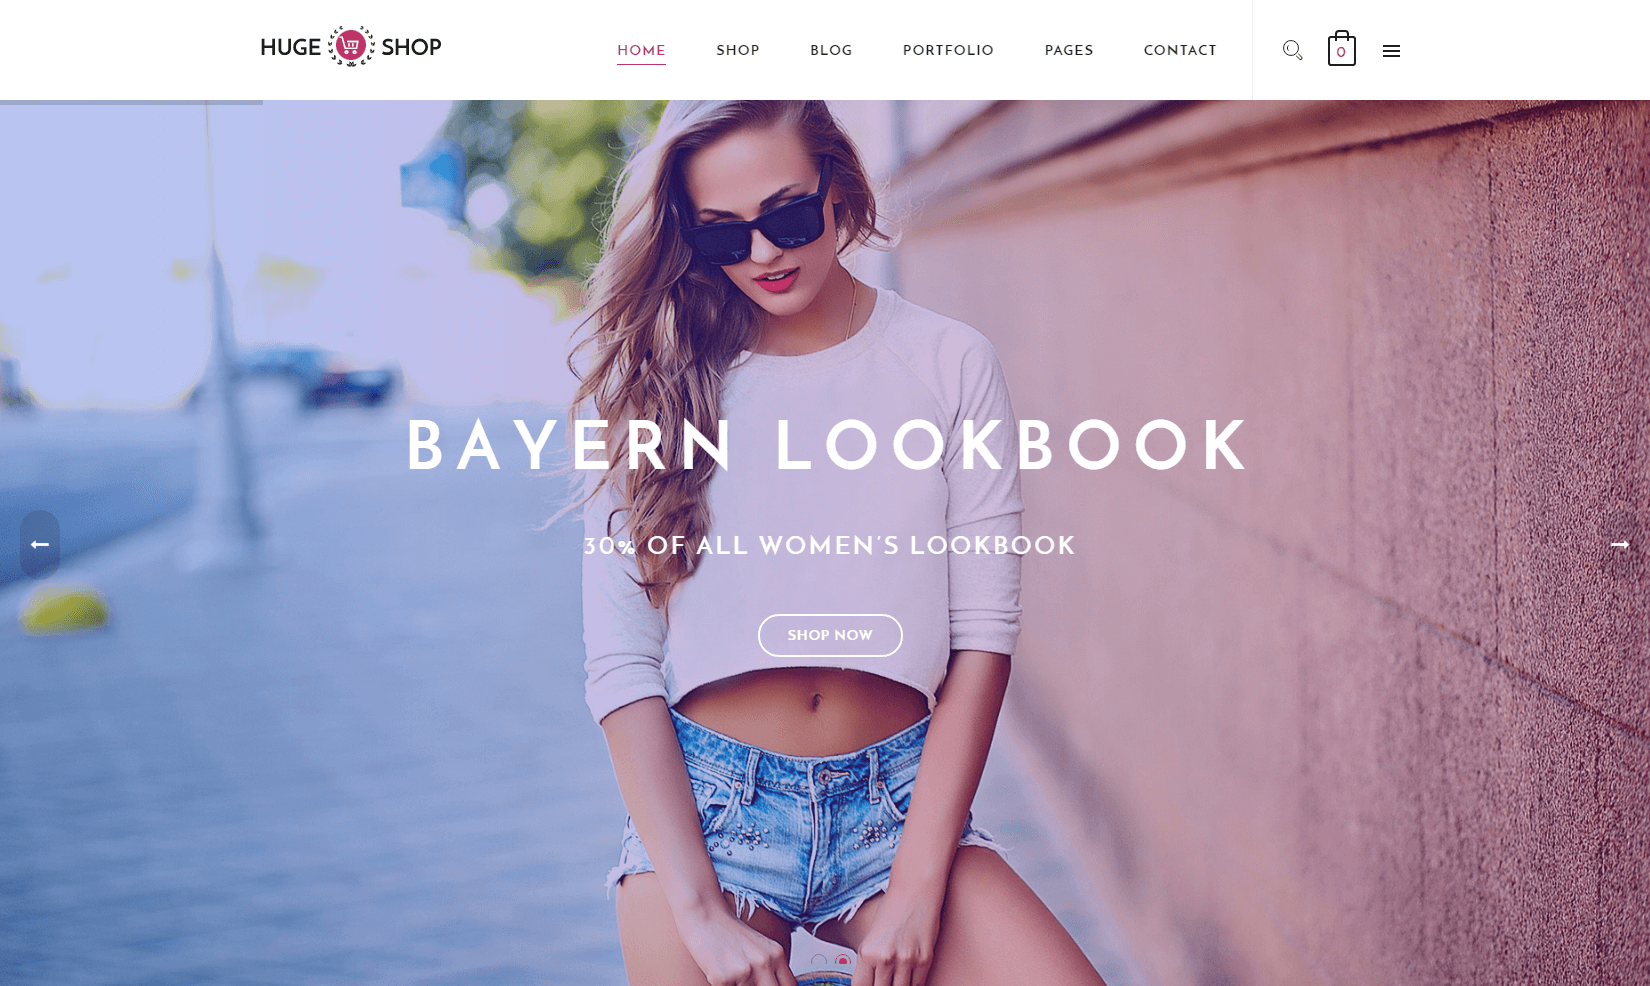 HUGE SHOP
HOME SHOP BLOG PORTFOLIO PAGES CONTACT
0
BAYERN LOOKBOOK
30% OF ALL WOMEN'S LOOKBOOK
SHOP NOW